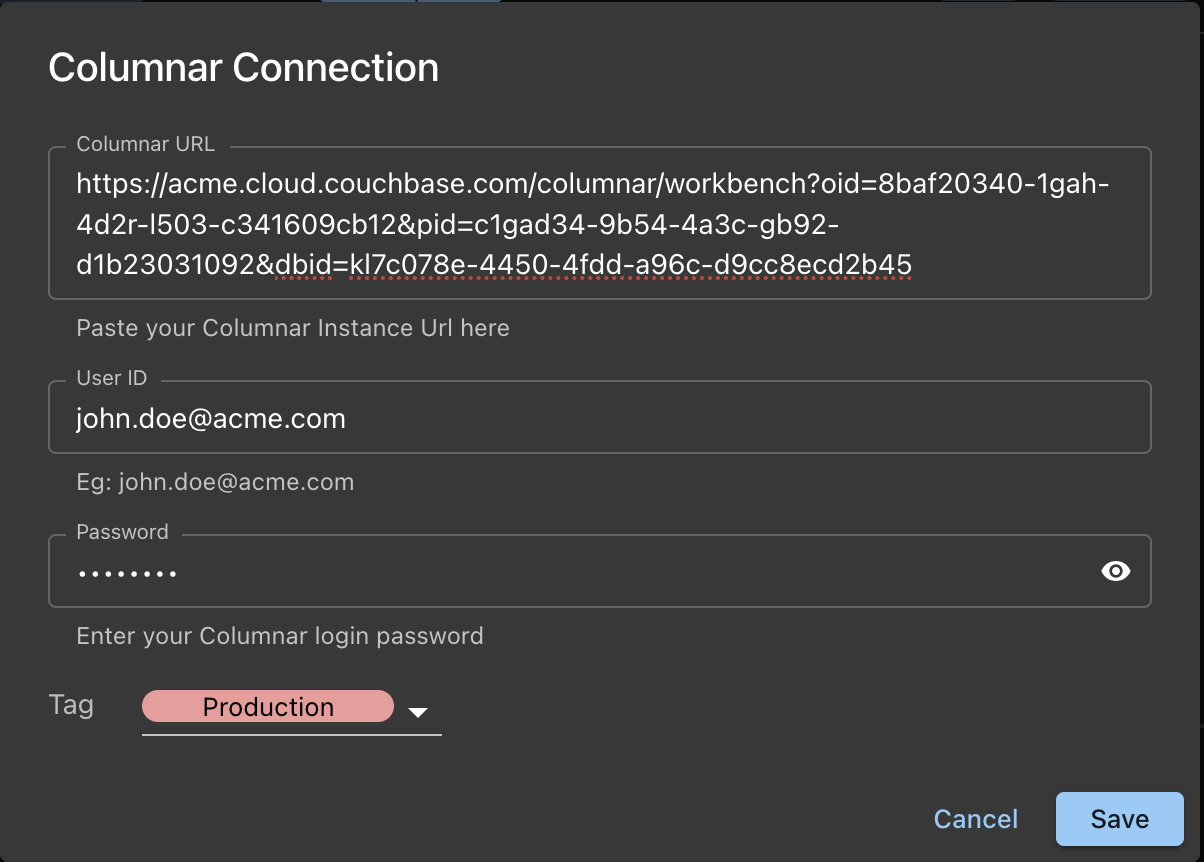 Columnar Connection
Columnar URL
https://acme.cloud.couchbase.com/columnar/workbench?oid=8baf20340-1gah-
4d2r-l503-c341609cb12&pid=c1gad34-9b54-4a3c-gb92-
d1b23031092&dbid=kl7c078e-4450-4fdd-a96c-d9cc8ecd2b45
Paste your Columnar Instance Url here
User ID
john.doe@acme.com
Eg: john.doe@acme.com
Password
••••••••
Enter your Columnar login password
Tag Production
Cancel Save